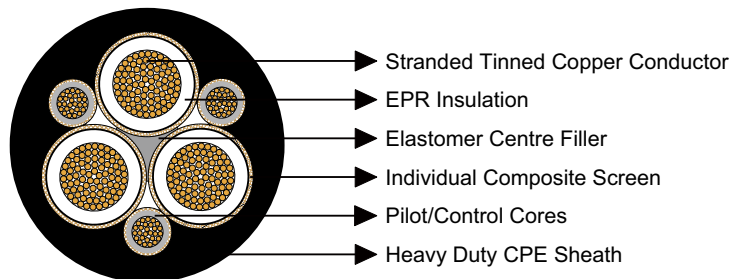 Stranded Tinned Copper Conductor
EPR Insulation
Elastomer Centre Filler
Individual Composite Screen
Pilot/Control Cores
Heavy Duty CPE Sheath